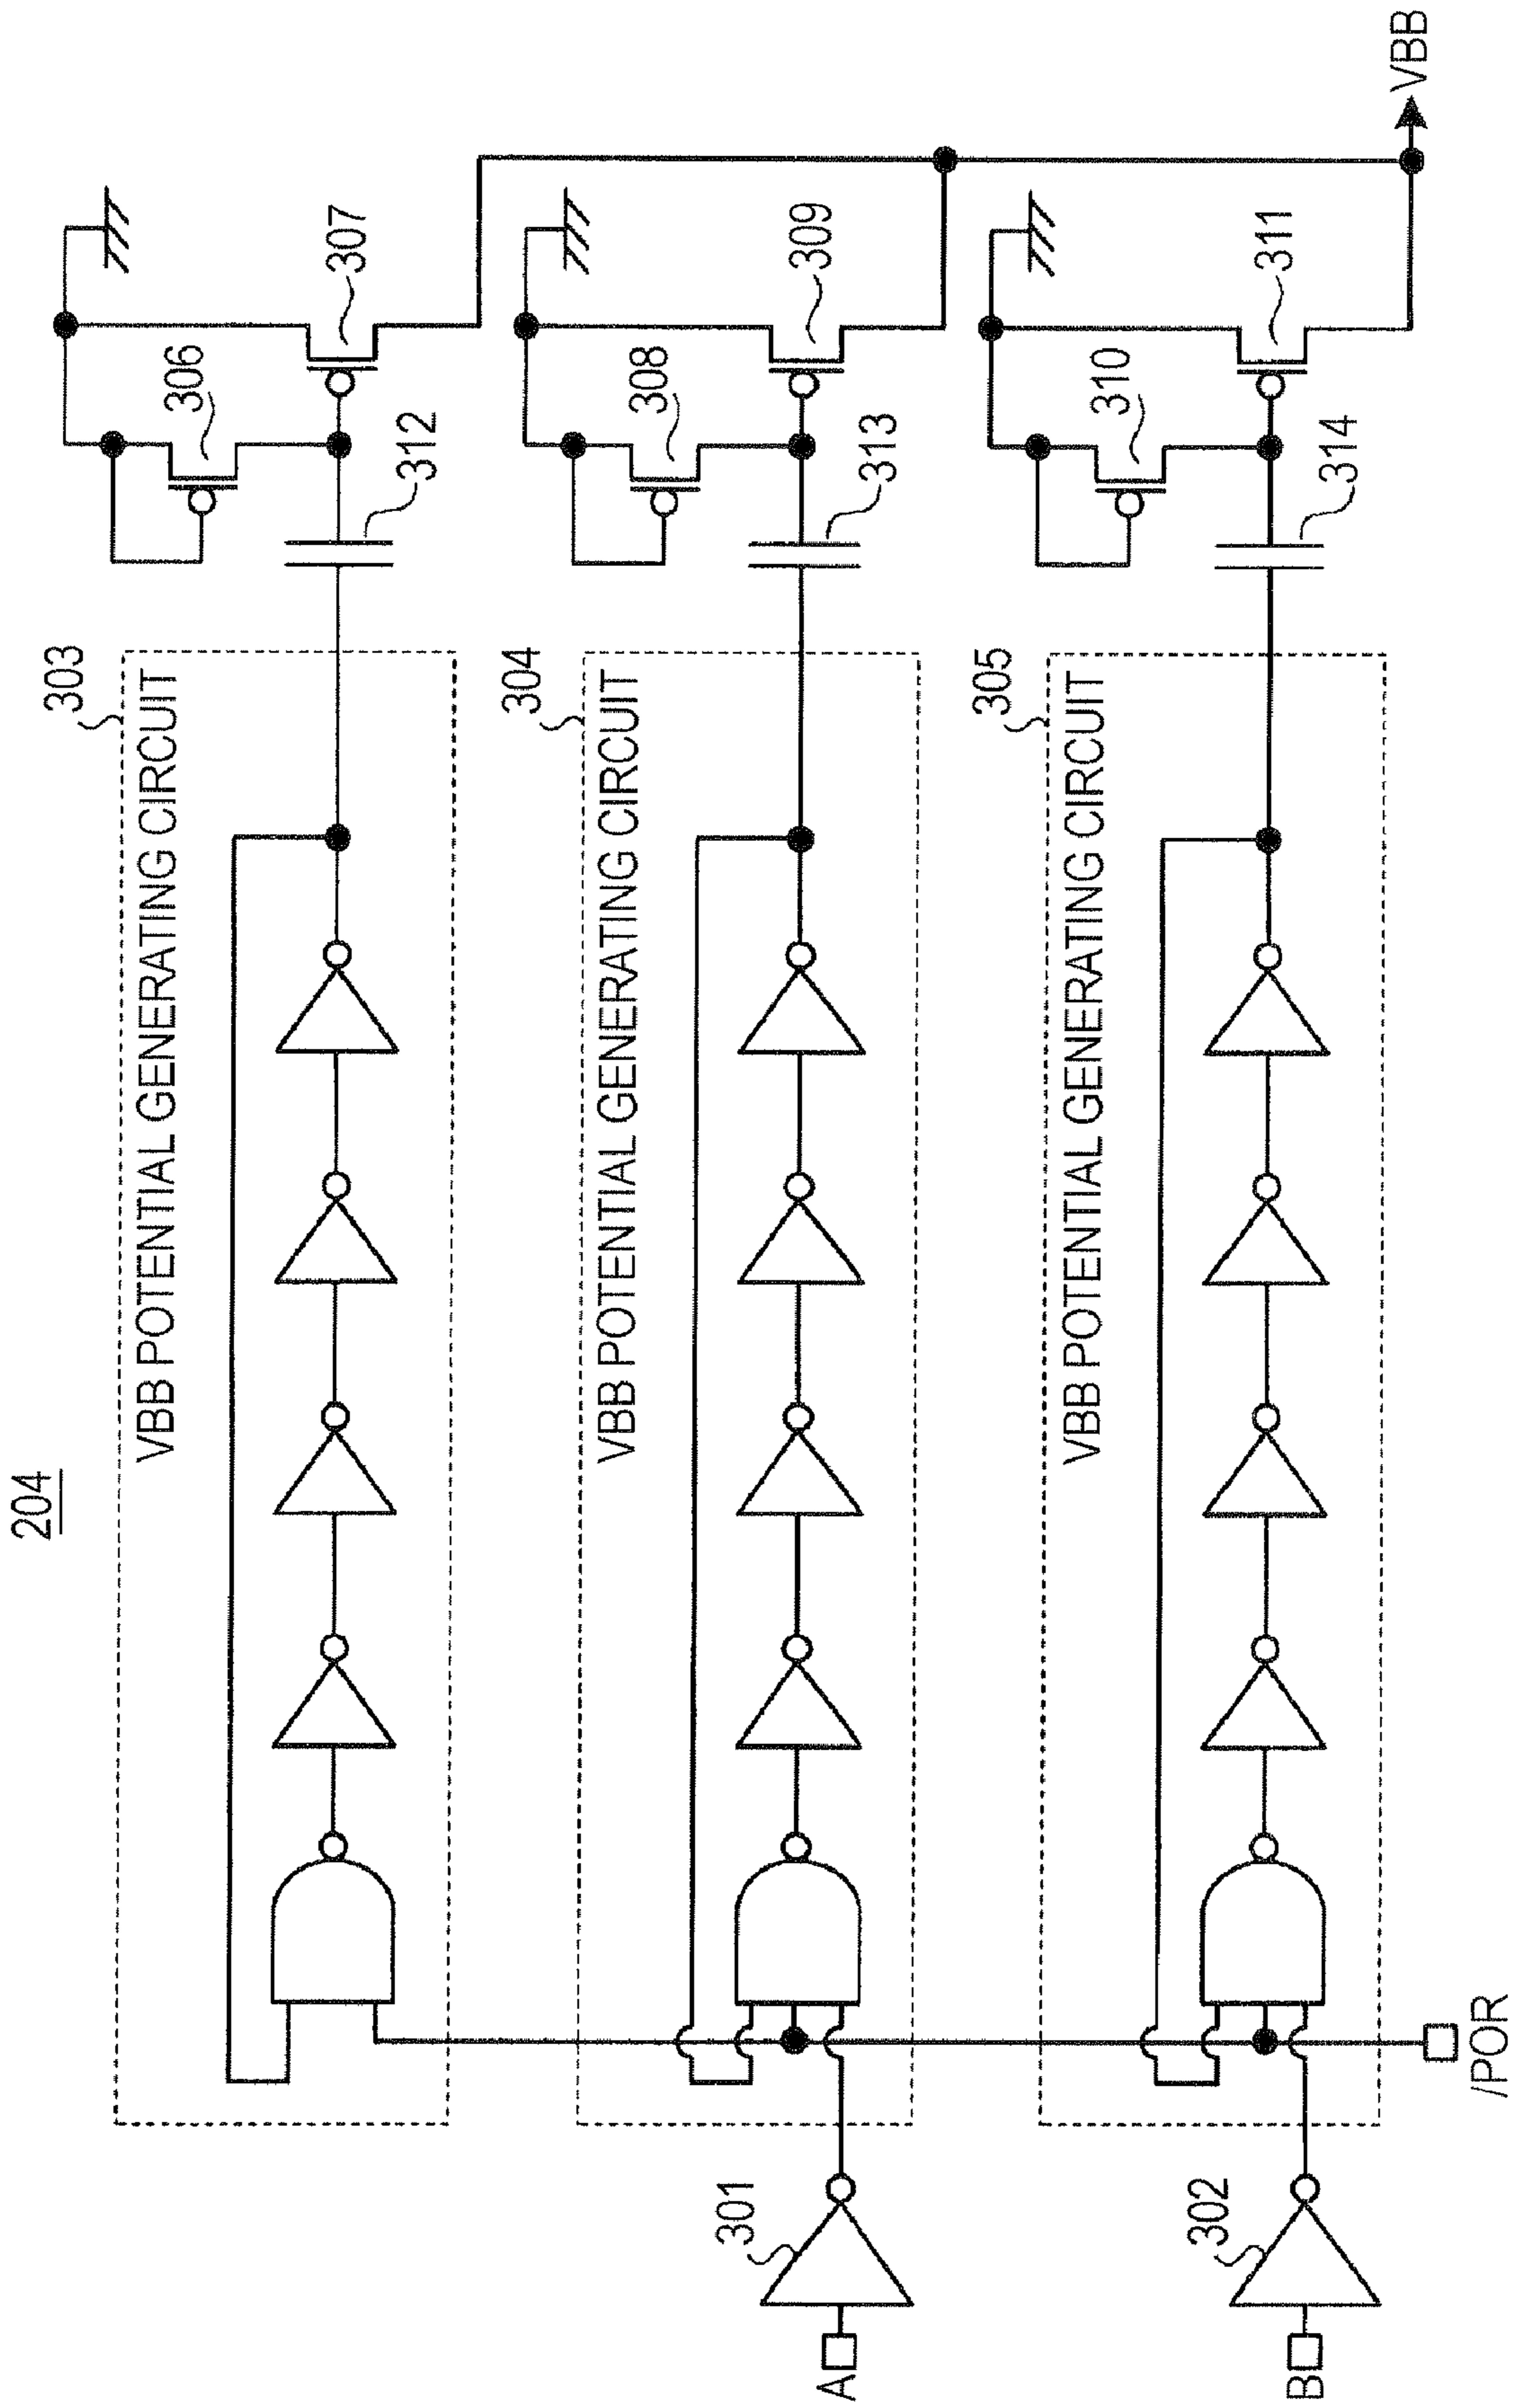 204
303
VBB POTENTIAL GENERATING CIRCUIT
306
307
312
304
VBB POTENTIAL GENERATING CIRCUIT
308
309
313
301
A
305
VBB POTENTIAL GENERATING CIRCUIT
310
311
314
302
B
/POR
VBB